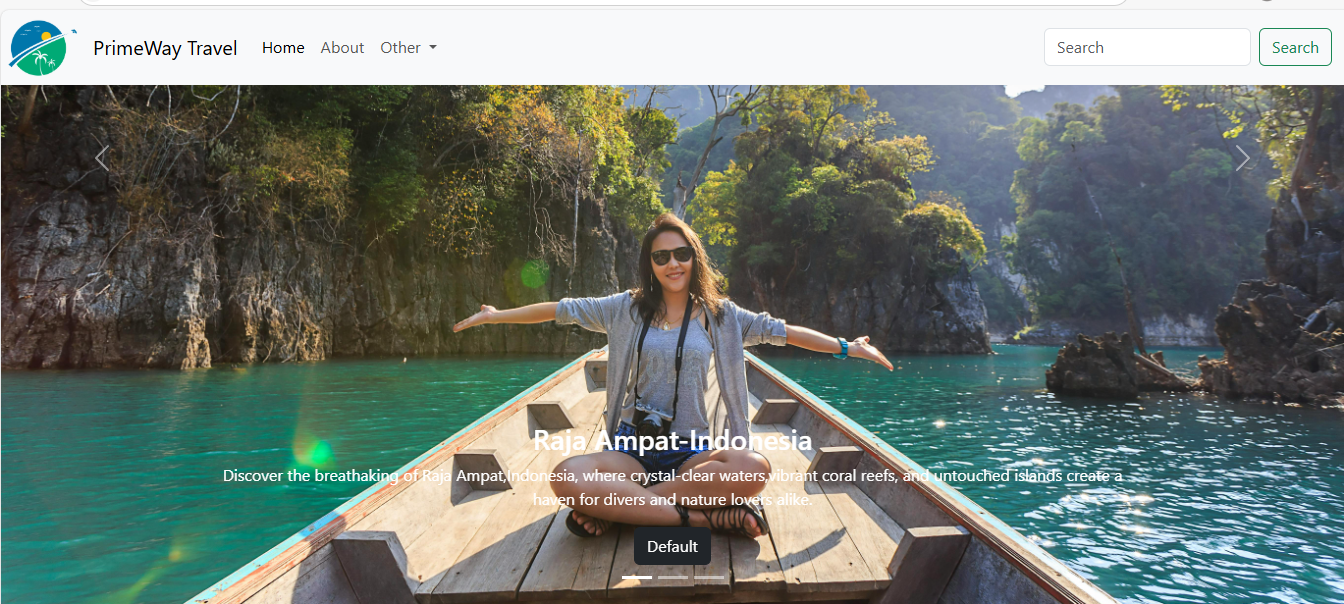 PrimeWay Travel Home About Other Search Search
Raja Ampat-Indonesia
Discover the breathaking of Raja Ampat,Indonesia, where crystal-clear waters,vibrant coral reefs, and untouched islands create a
haven for divers and nature lovers alike.
Default